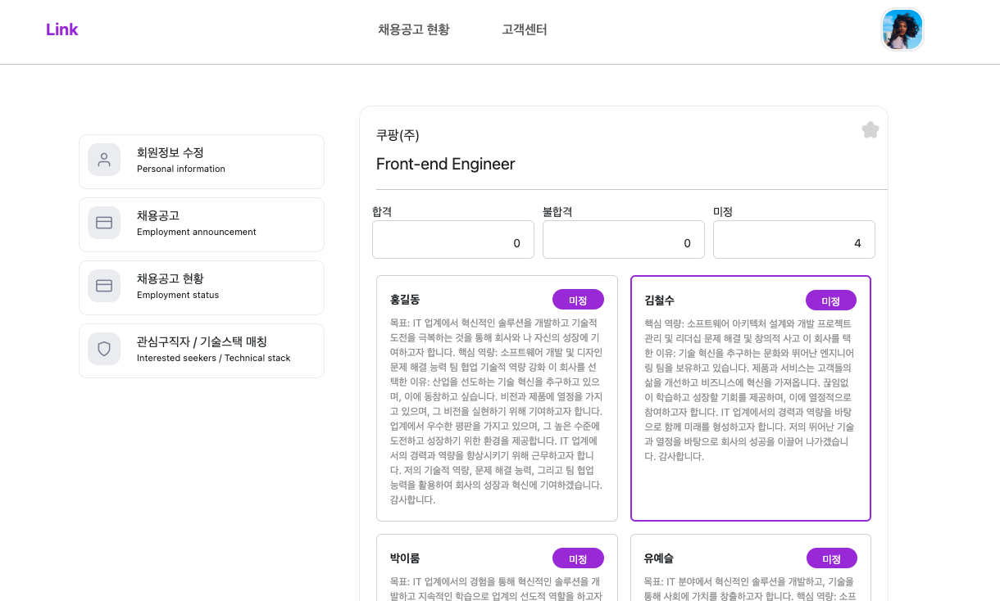 Link
채용공고 현황
고객센터
회원정보 수정
Personal information
채용공고
Employment announcement
채용공고 현황
Employment status
관심구직자 / 기술스택 매칭
Interested seekers / Technical stack
쿠팡(주)
Front-end Engineer
합격
불합격
미정
0
0
4
홍길동
미정
목표: IT 업계에서 혁신적인 솔루션을 개발하고 기술적
도전을 극복하는 것을 통해 회사와 나 자신의 성장에 기
여하고자 합니다. 핵심 역량: 소프트웨어 개발 및 디자인
문제 해결 능력 팀 협업 기술적 역량 강화 이 회사를 선
택한 이유: 산업을 선도하는 기술 혁신을 추구하고 있으
며, 이에 동참하고 싶습니다. 비전과 제품에 열정을 가지
고 있으며, 그 비전을 실현하기 위해 기여하고자 합니다.
업계에서 우수한 평판을 가지고 있으며, 그 높은 수준에
도전하고 성장하기 위한 환경을 제공합니다. IT 업계에
서의 경력과 역량을 향상시키기 위해 근무하고자 합니
다. 저의 기술적 역량, 문제 해결 능력, 그리고 팀 협업
능력을 활용하여 회사의 성장과 혁신에 기여하겠습니다.
감사합니다.
김철수
미정
핵심 역량: 소프트웨어 아키텍처 설계와 개발 프로젝트
관리 및 리더십 문제 해결 및 창의적 사고 이 회사를 택
한 이유: 기술 혁신을 추구하는 문화와 뛰어난 엔지니어
링 팀을 보유하고 있습니다. 제품과 서비스는 고객들의
삶을 개선하고 비즈니스에 혁신을 가져옵니다. 끊임없
이 학습하고 성장할 기회를 제공하며, 이에 열정적으로
참여하고자 합니다. IT 업계에서의 경력과 역량을 바탕
으로 함께 미래를 형성하고자 합니다. 저의 뛰어난 기술
과 열정을 바탕으로 회사의 성공을 이끌어 나가겠습니
다. 감사합니다.
박이룸
미정
목표: IT 업계에서의 경험을 통해 혁신적인 솔루션을 개
발하고 지속적인 학습으로 업계의 선도적 역할을 하고자
유예슬
미정
목표: IT 분야에서 혁신적인 솔루션을 개발하고, 기술을
통해 사회에 가치를 창출하고자 합니다. 핵심 역량: 소프